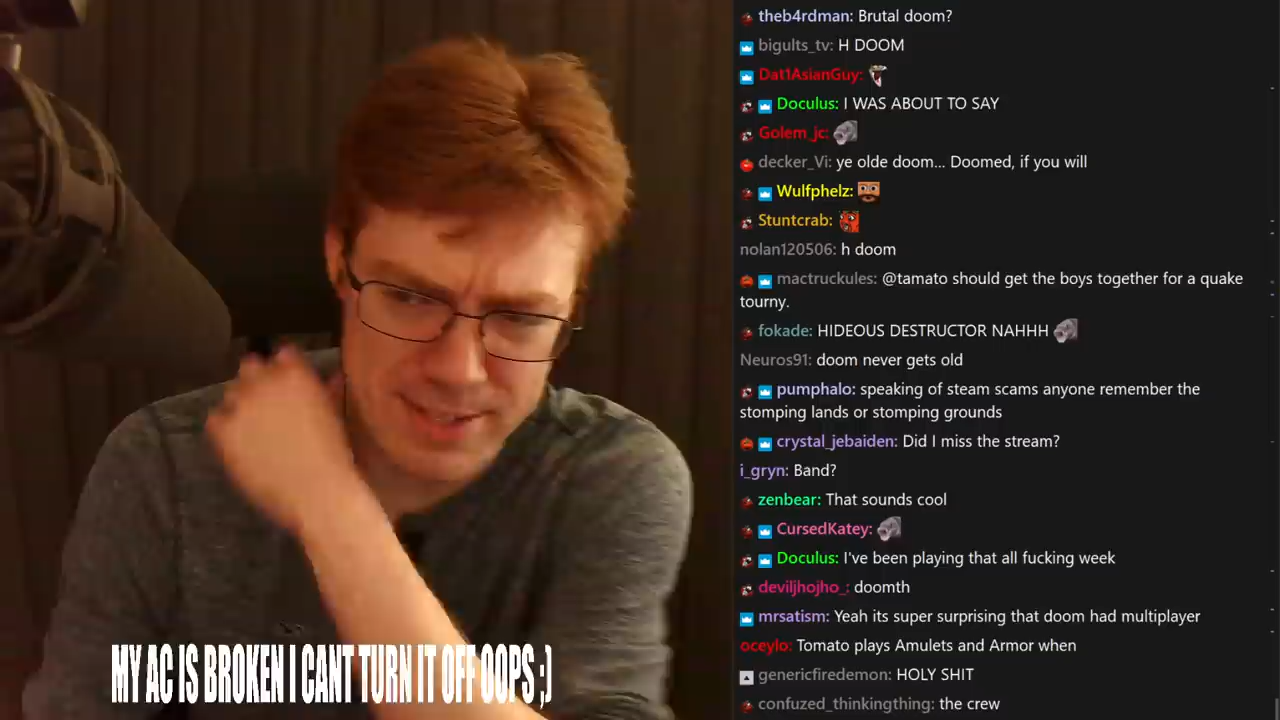 theb4rdman: Brutal doom?
bigults_tv: H DOOM
Dat1AsianGuy:
Doculus: I WAS ABOUT TO SAY
Golem_jc:
decker_Vi: ye olde doom... Doomed, if you will
Wulfphelz:
Stuntcrab:
nolan120506: h doom
mactruckules: @tamato should get the boys together for a quake
tourny.
fokade: HIDEOUS DESTRUCTOR NAHHH
Neuros91: doom never gets old
pumphalo: speaking of steam scams anyone remember the
stomping lands or stomping grounds
crystal_jebaiden: Did I miss the stream?
i_gryn: Band?
zenbear: That sounds cool
CursedKatey:
Doculus: I've been playing that all fucking week
deviljhojho_: doomth
mrsatism: Yeah its super surprising that doom had multiplayer
oceylo: Tomato plays Amulets and Armor when
genericfiredemon: HOLY SHIT
confuzed_thinkingthing: the crew
MY AC IS BROKEN I CANT TURN IT OFF OOPS ;)